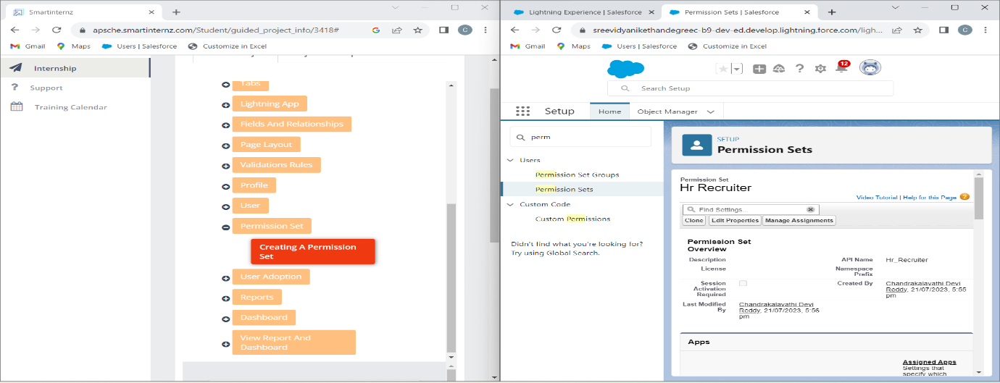 Smartinternz
apsche.smartinternz.com/Student/guided_project_info/3418#
C
Gmail
Maps
Users | Salesforce
Customize in Excel
Internship
Support
Training Calendar
Tabs
Lightning App
Fields And Relationships
Page Layout
Validations Rules
Profile
User
Permission Set
Creating A Permission
Set
User Adoption
Reports
Dashboard
View Report And
Dashboard
Lightning Experience | Salesforce
Permission Sets | Salesforce
sreevidyanikethandegreec-b9-dev-ed.develop.lightning.force.com/ligh...
C
Gmail
Maps
Users | Salesforce
Customize in Excel
12
Search Setup
Setup
Home
Object Manager
perm
Users
Permission Set Groups
Permission Sets
Custom Code
Custom Permissions
Didn't find what you're looking for?
Try using Global Search.
SETUP
Permission Sets
Permission Set
Hr Recruiter
Video Tutorial | Help for this Page
Find Settings...
Clone Edit Properties Manage Assignments
Permission Set
Overview
Description
API Name Hr_Recruiter
License
Namespace
Prefix
Session
Activation
Required
Created By Chandrakalavathi Devi
Reddy, 21/07/2023, 5:55
pm
Last Modified
By
Chandrakalavathi Devi
Reddy, 21/07/2023, 5:56
pm
Apps
Assigned Apps
Settings that
specify which